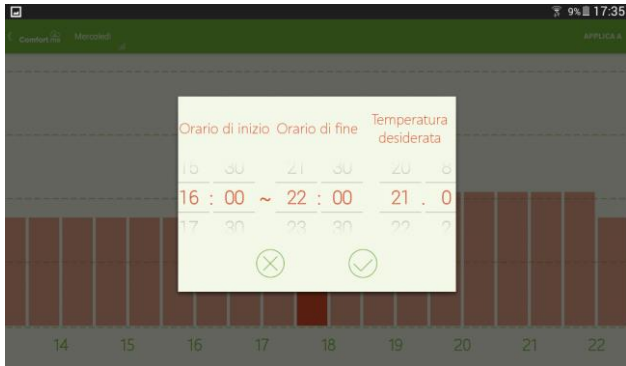 9% 17:35
Comfort Mercoledì APPLICA A
Orario di inizio Orario di fine Temperatura
desiderata
15 30 21 30 20 8
16 : 00 ~ 22 : 00 21 . 0
17 30 23 30 22 2
14 15 16 17 18 19 20 21 22